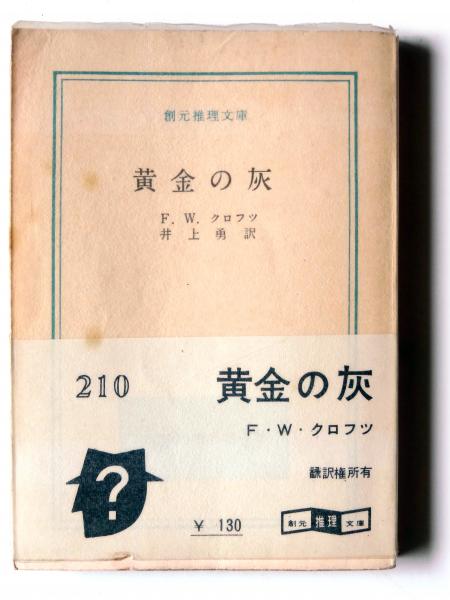 創元推理文庫
黄金の灰
F. W. クロフツ
井上勇訳
210
黄金の灰
F・W・クロフツ
飜訳権所有
?
¥ 130
創元 推理 文庫